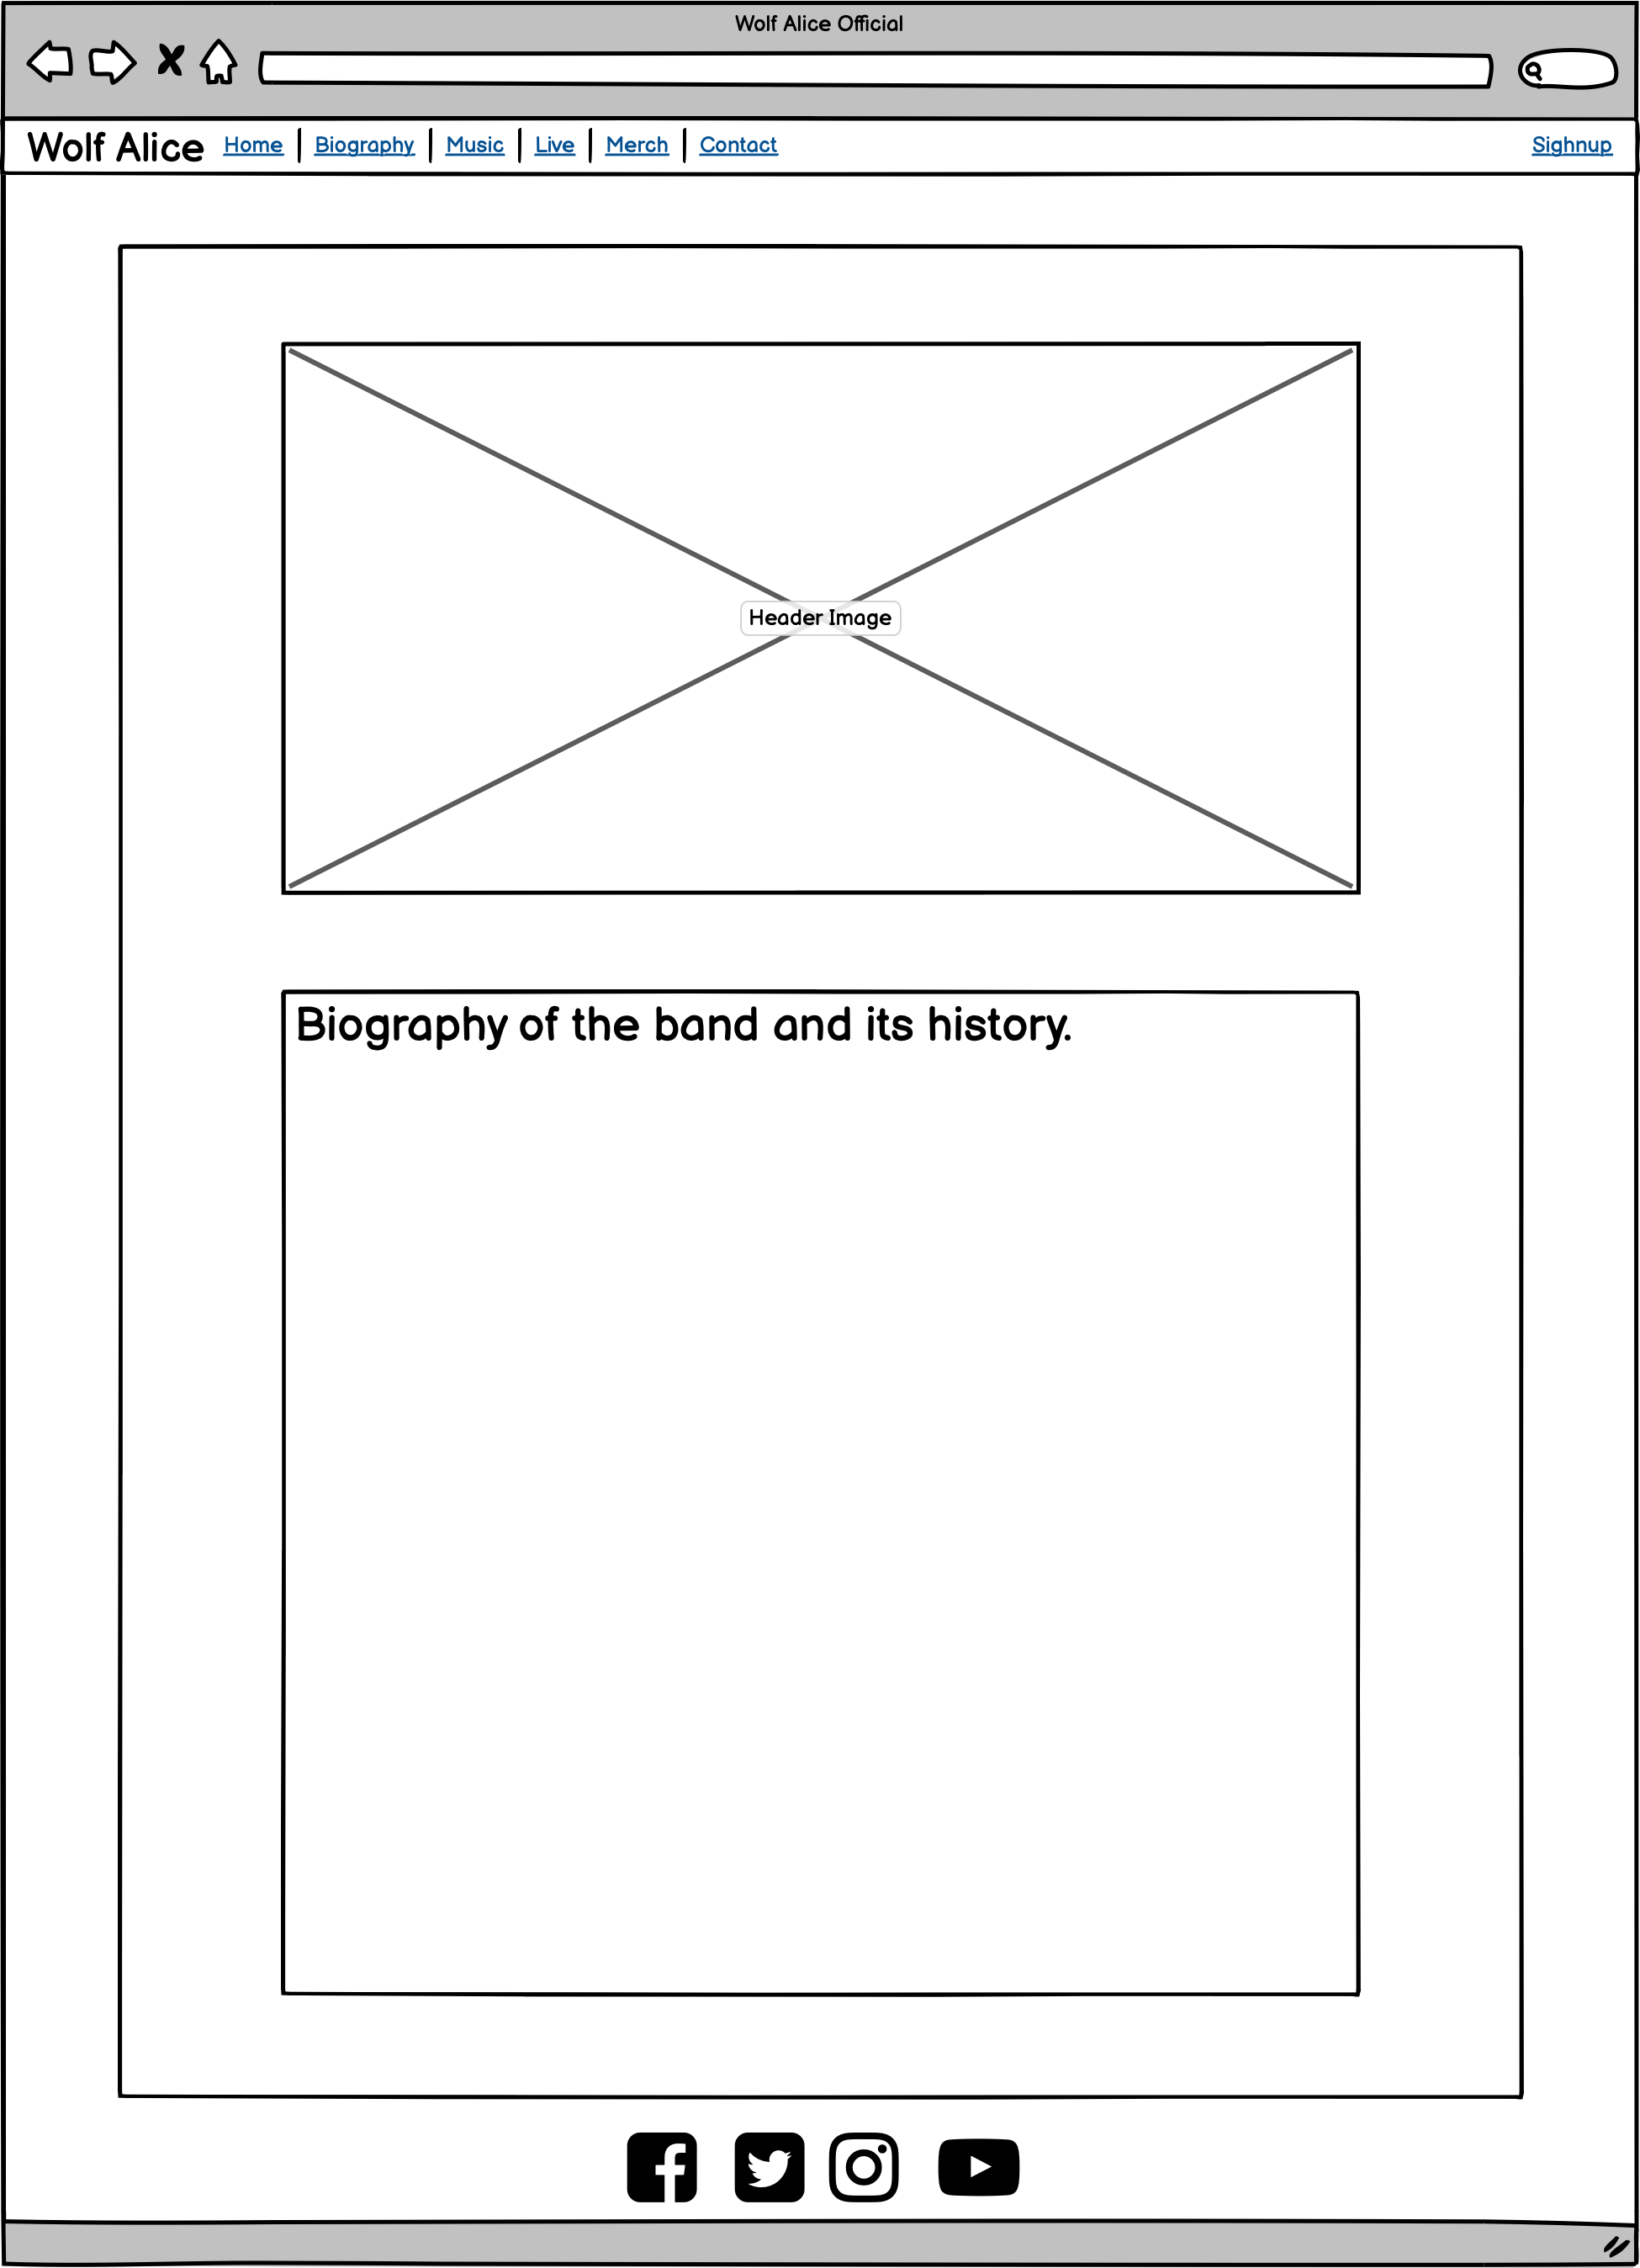 Wolf Alice Official
Wolf Alice Home Biography Music Live Merch Contact Sighnup
Header Image
Biography of the band and its history.